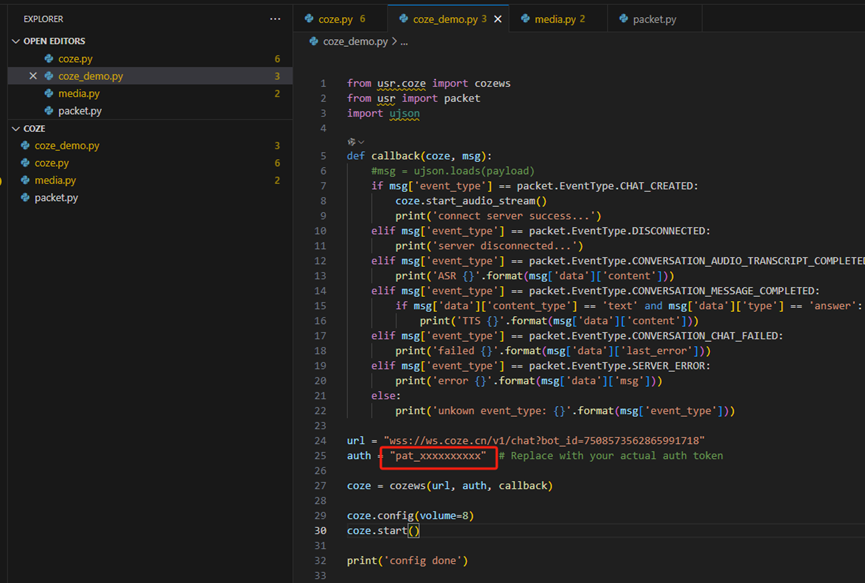 EXPLORER
...
OPEN EDITORS
coze.py 6
coze_demo.py 3
media.py 2
packet.py
COZE
coze_demo.py 3
coze.py 6
media.py 2
packet.py
coze.py 6 coze_demo.py 3 media.py 2 packet.py
coze_demo.py > ...
1 from usr.coze import cozews
2 from usr import packet
3 import ujson
4
5 def callback(coze, msg):
6 #msg = ujson.loads(payload)
7 if msg['event_type'] == packet.EventType.CHAT_CREATED:
8 coze.start_audio_stream()
9 print('connect server success...')
10 elif msg['event_type'] == packet.EventType.DISCONNECTED:
11 print('server disconnected...')
12 elif msg['event_type'] == packet.EventType.CONVERSATION_AUDIO_TRANSCRIPT_COMPLETED
13 print('ASR {}'.format(msg['data']['content']))
14 elif msg['event_type'] == packet.EventType.CONVERSATION_MESSAGE_COMPLETED:
15 if msg['data']['content_type'] == 'text' and msg['data']['type'] == 'answer':
16 print('TTS {}'.format(msg['data']['content']))
17 elif msg['event_type'] == packet.EventType.CONVERSATION_CHAT_FAILED:
18 print('failed {}'.format(msg['data']['last_error']))
19 elif msg['event_type'] == packet.EventType.SERVER_ERROR:
20 print('error {}'.format(msg['data']['msg']))
21 else:
22 print('unkown event_type: {}'.format(msg['event_type']))
23
24 url = "wss://ws.coze.cn/v1/chat?bot_id=7508573562865991718"
25 auth = "pat_xxxxxxxxxx" # Replace with your actual auth token
26
27 coze = cozews(url, auth, callback)
28
29 coze.config(volume=8)
30 coze.start()
31
32 print('config done')
33